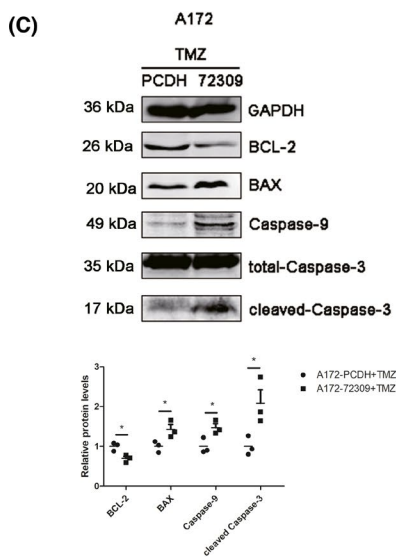 (C)
A172
TMZ
PCDH 72309
36 kDa GAPDH
26 kDa BCL-2
20 kDa BAX
49 kDa Caspase-9
35 kDa total-Caspase-3
17 kDa cleaved-Caspase-3
Relative protein levels
3
2
1
0
* * * *
BCL-2
BAX
Caspase-9
cleaved Caspase-3
A172-PCDH+TMZ
A172-72309+TMZ